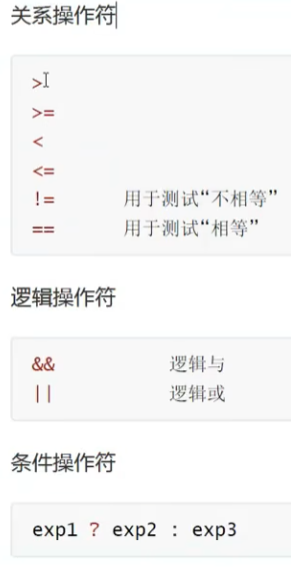 关系操作符
>
>=
<
<=
!= 用于测试“不相等”
== 用于测试“相等”
逻辑操作符
&& 逻辑与
|| 逻辑或
条件操作符
exp1 ? exp2 : exp3